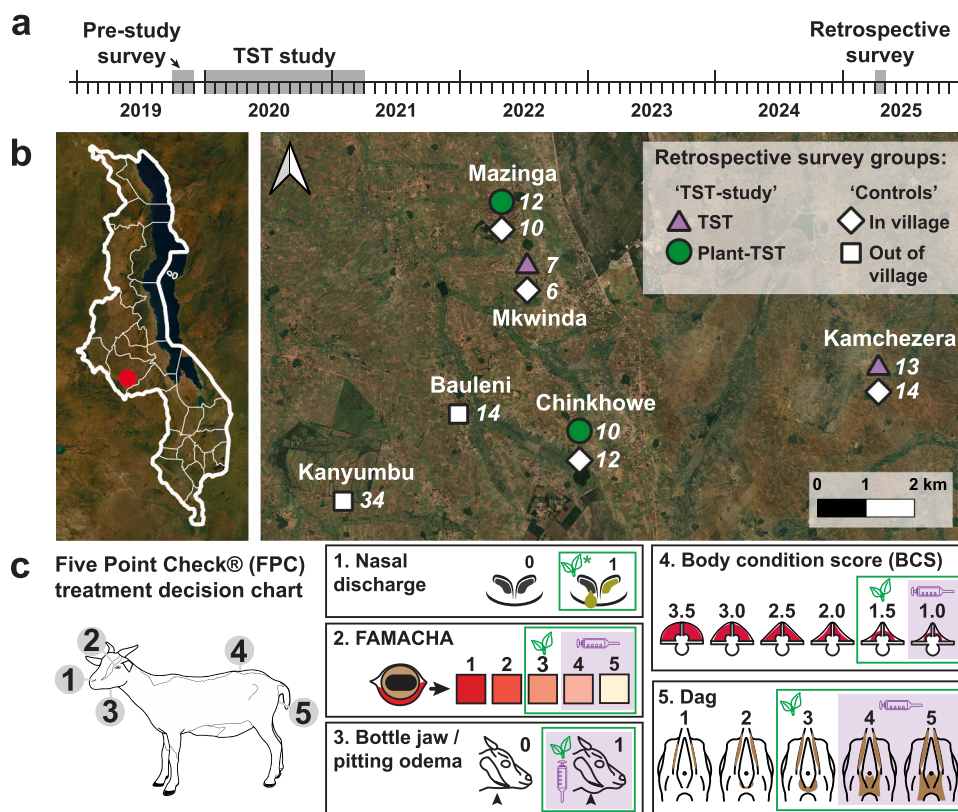 a
Pre-study
survey
TST study
Retrospective
survey
2019 2020 2021 2022 2023 2024 2025
b
Mazinga
12
10
7
6
Mkwinda
Bauleni
14
Chinkhowe
10
12
Kanyumbu
34
Kamchezera
13
14
Retrospective survey groups:
‘TST-study’ ‘Controls’
TST In village
Plant-TST Out of
village
0 1 2 km
c
Five Point Check® (FPC)
treatment decision chart
1
2
3
4
5
1. Nasal
discharge
0 * 1
2. FAMACHA
1 2 3 4 5
3. Bottle jaw /
pitting odema
0 1
4. Body condition score (BCS)
3.5 3.0 2.5 2.0 1.5 1.0
5. Dag
1 2 3 4 5